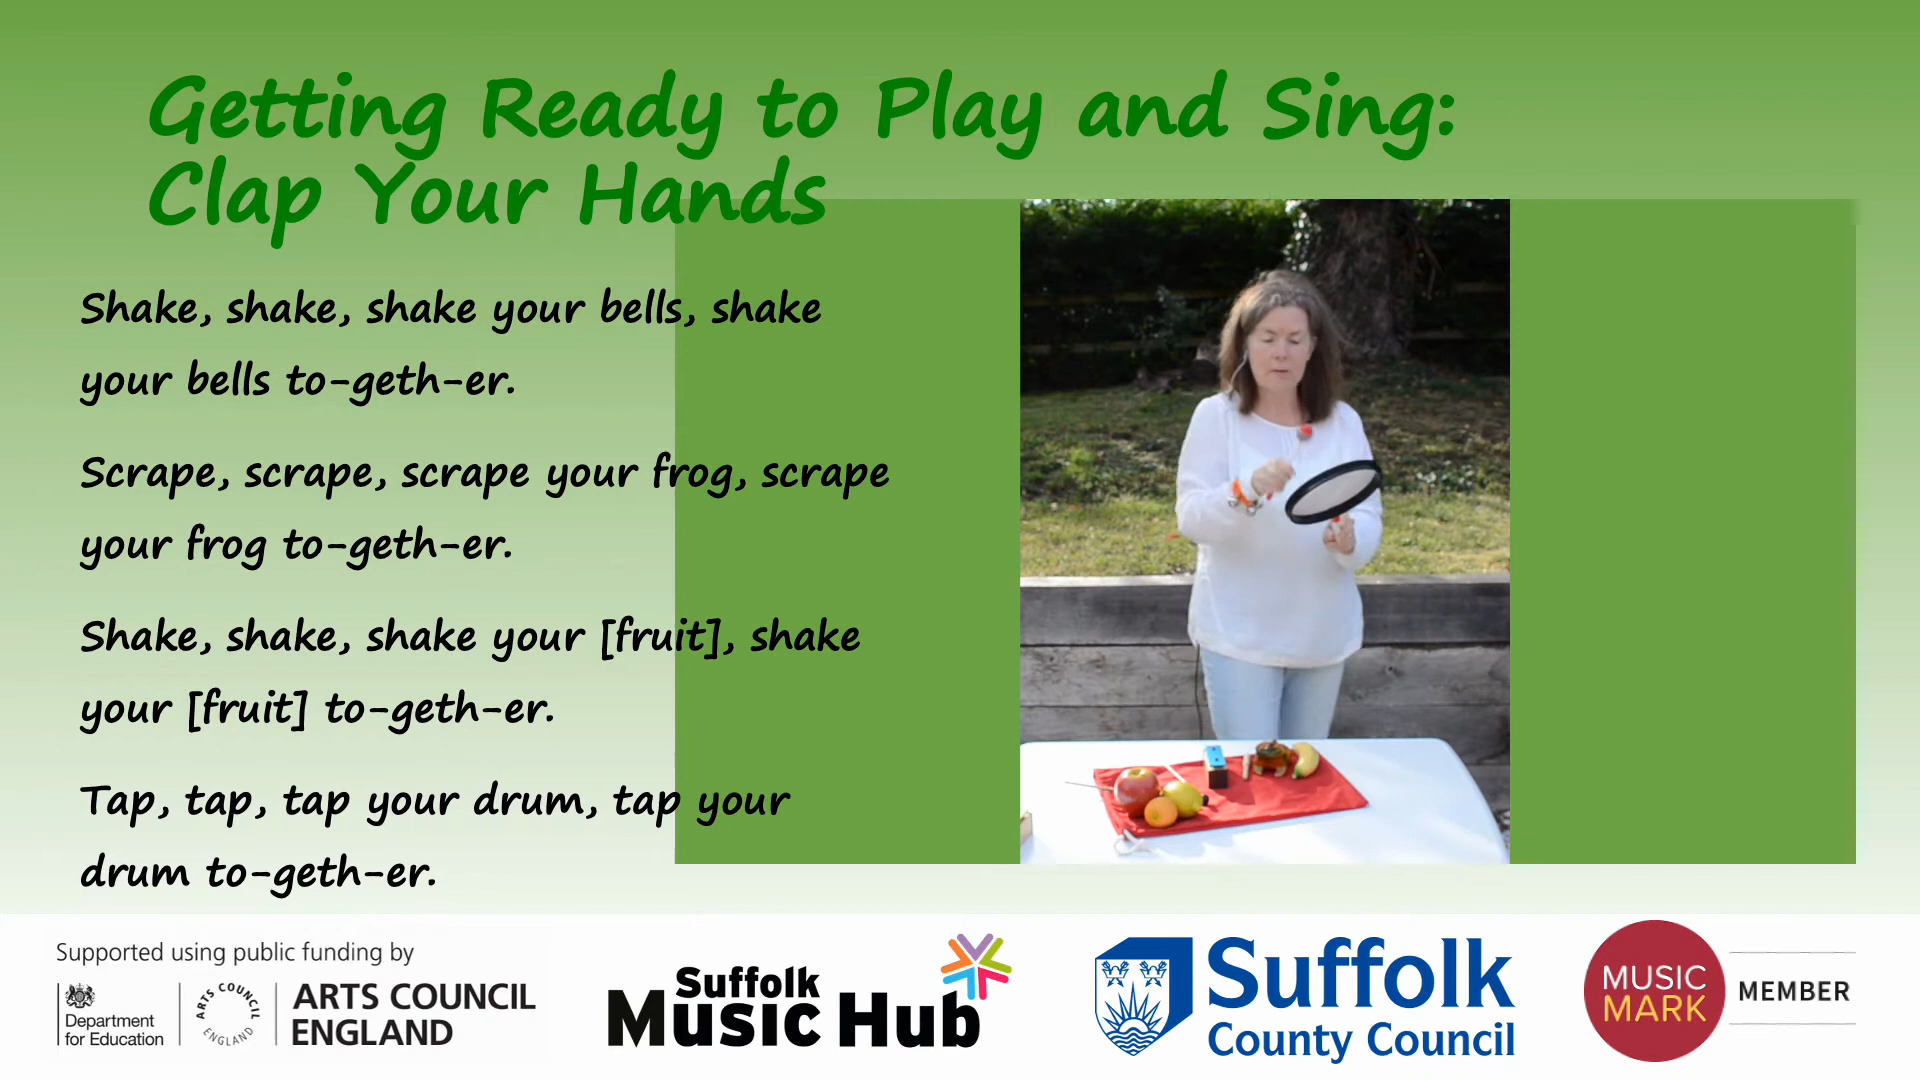 Getting Ready to Play and Sing:
Clap Your Hands
Shake, shake, shake your bells, shake
your bells to-geth-er.
Scrape, scrape, scrape your frog, scrape
your frog to-geth-er.
Shake, shake, shake your [fruit], shake
your [fruit] to-geth-er.
Tap, tap, tap your drum, tap your
drum to-geth-er.
Supported using public funding by
Department
for Education
ARTS COUNCIL
ENGLAND
ARTS COUNCIL
ENGLAND
Suffolk
Music Hub
Suffolk
County Council
MUSIC
MARK
MEMBER